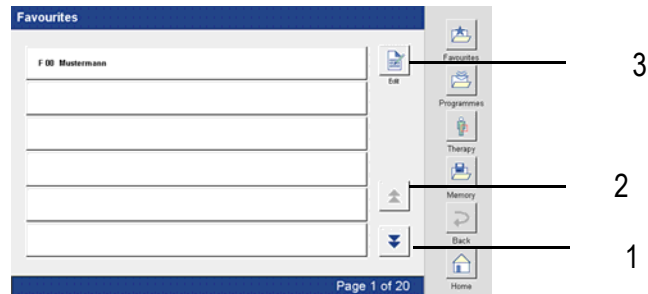 Favourites
F 00 Mustermann
Edit
Page 1 of 20
Favourites
Programmes
Therapy
Memory
Back
Home
3
2
1